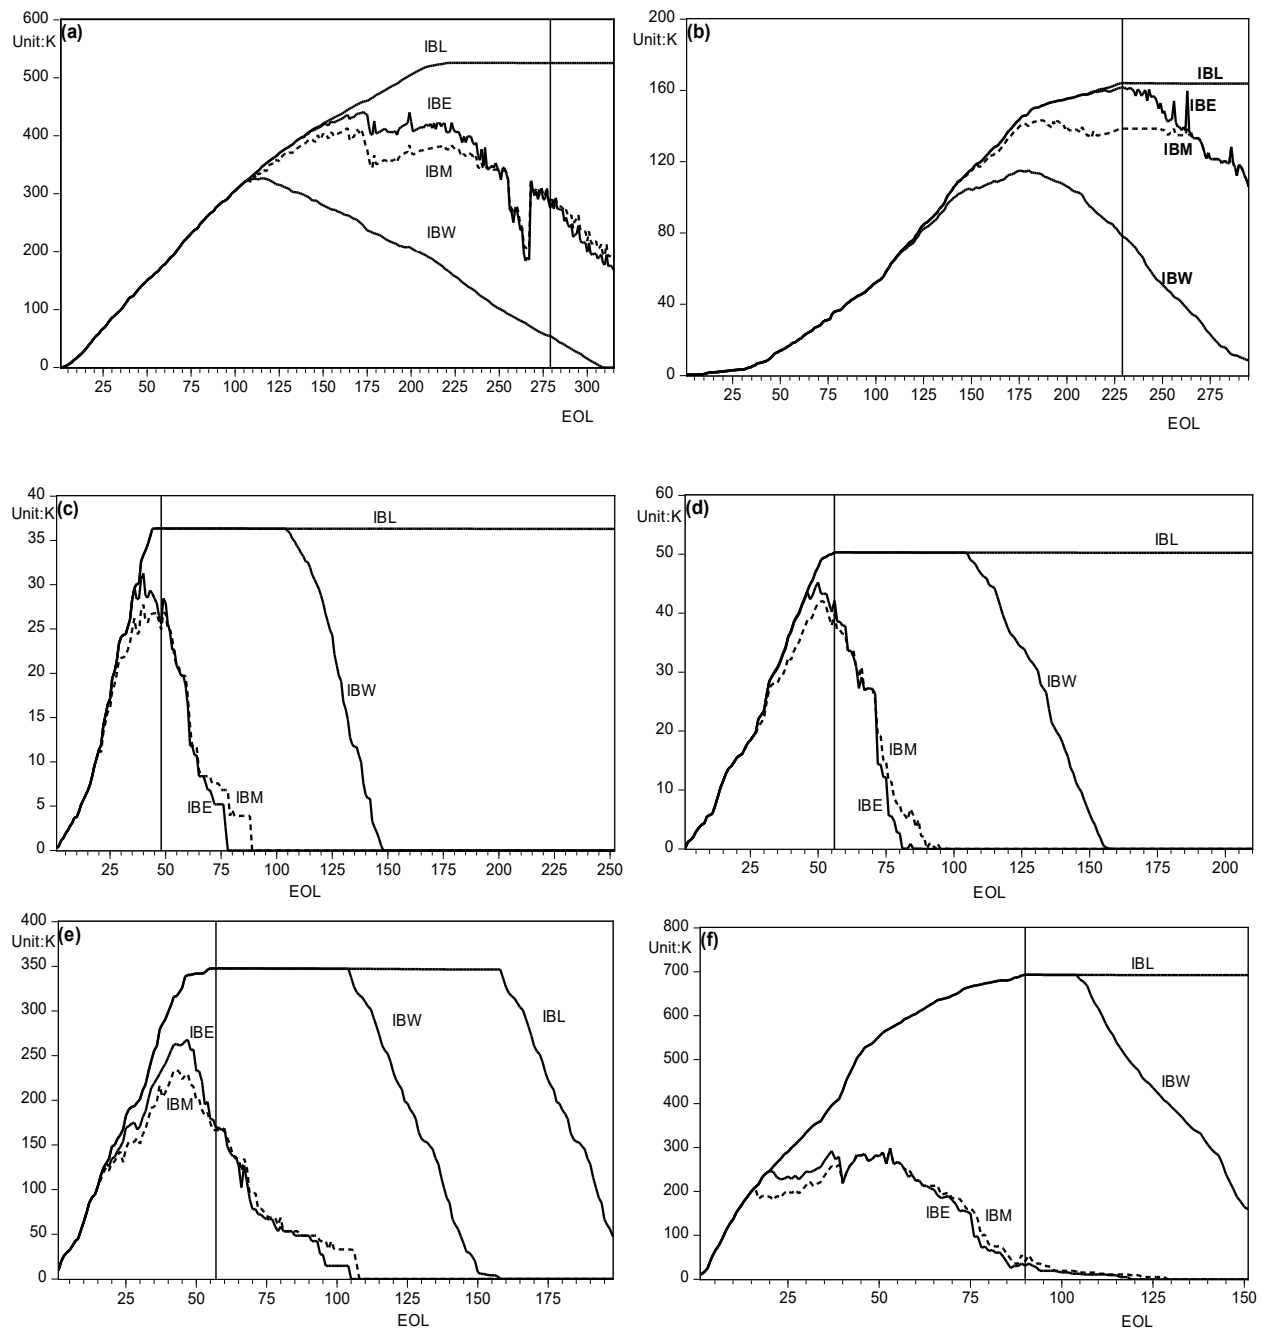 600
Unit:K
(a)
500
400
300
200
100
0
IBL
IBE
IBM
IBW
25 50 75 100 125 150 175 200 225 250 279 300
EOL
200
Unit:K
(b)
160
120
80
40
0
IBL
IBE
IBM
IBW
25 50 75 100 125 150 175 200 229 250 275
EOL
40
Unit:K
(c)
35
30
25
20
15
10
5
0
IBL
IBW
IBE
IBM
25 50 75 100 125 150 175 200 225 250
EOL
60
Unit:K
(d)
50
40
30
20
10
0
IBL
IBW
IBM
IBE
25 50 75 100 125 150 175 200
EOL
400
Unit:K
(e)
350
300
250
200
150
100
50
0
IBE
IBM
IBW
IBL
25 50 75 100 125 150 175
EOL
800
Unit:K
(f)
700
600
500
400
300
200
100
0
IBL
IBW
IBE
IBM
25 50 75 100 125 150
EOL